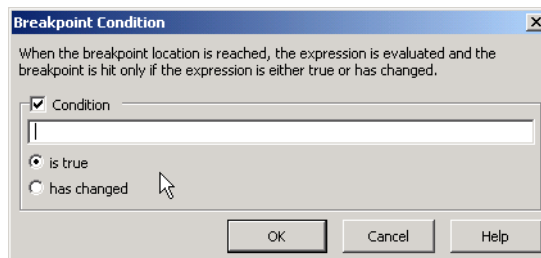 Breakpoint Condition
When the breakpoint location is reached, the expression is evaluated and the
breakpoint is hit only if the expression is either true or has changed.
Condition
is true
has changed
OK Cancel Help